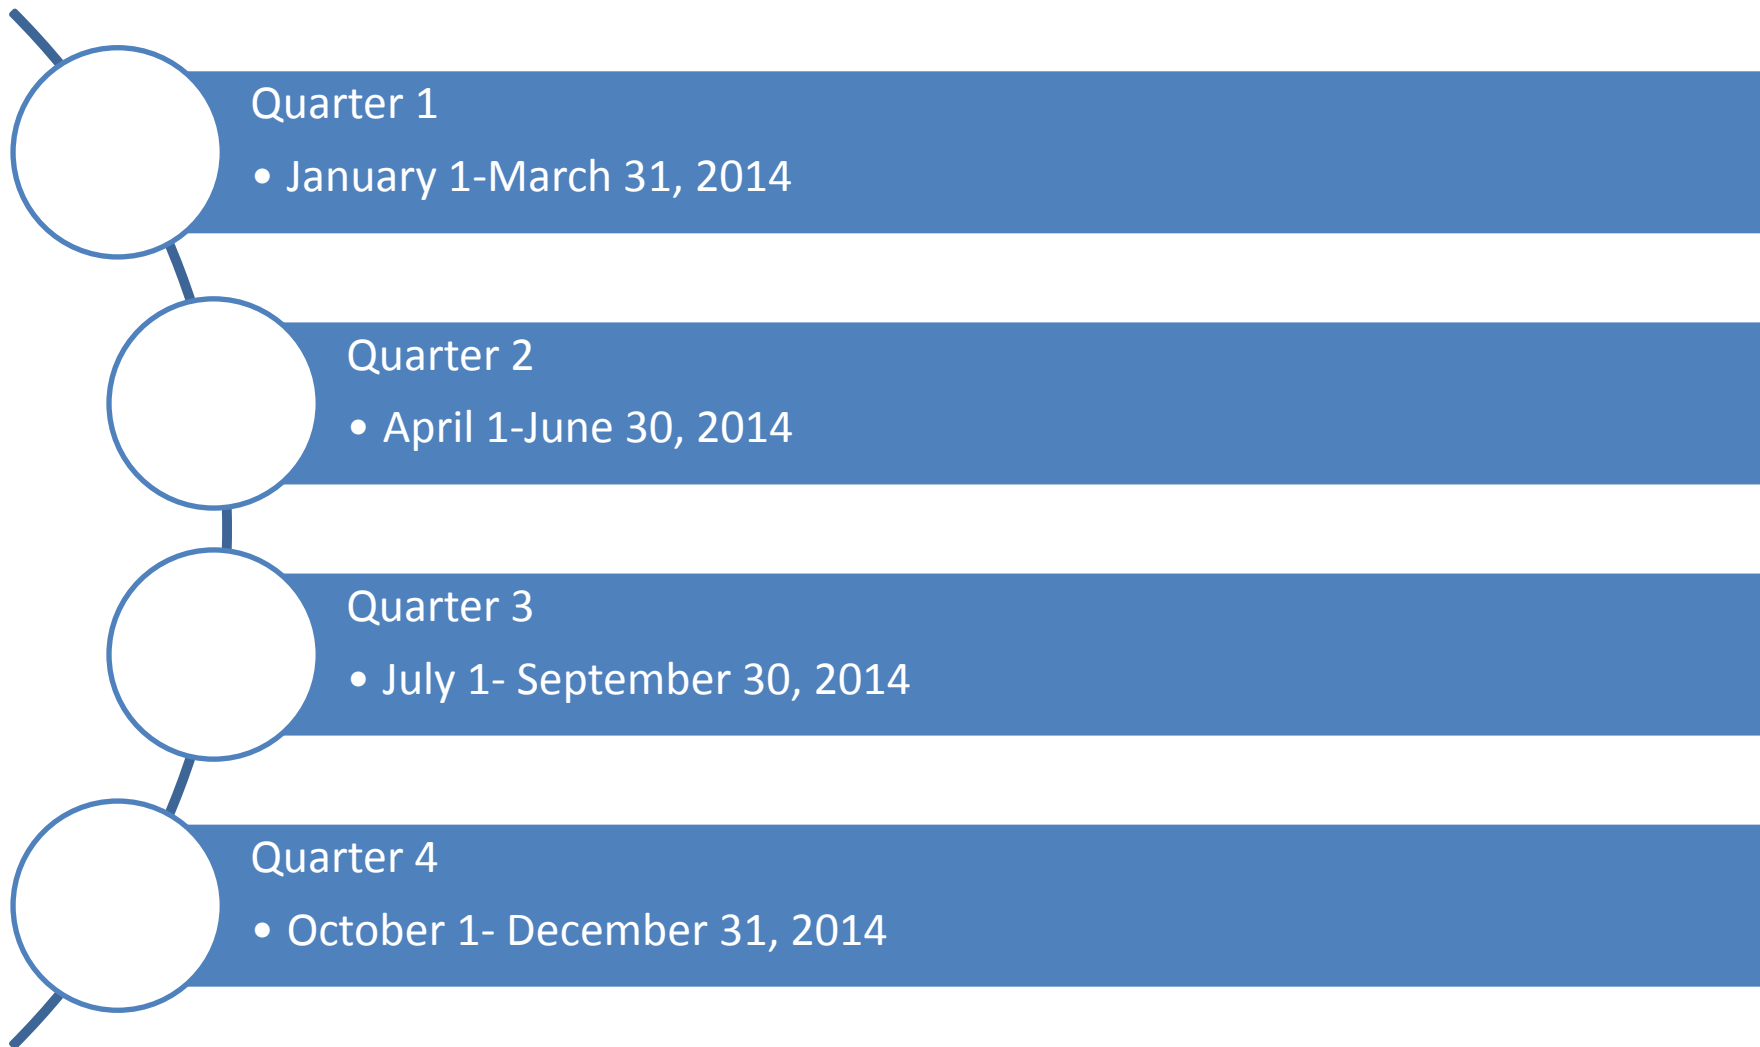 Quarter 1
• January 1-March 31, 2014
Quarter 2
• April 1-June 30, 2014
Quarter 3
• July 1- September 30, 2014
Quarter 4
• October 1- December 31, 2014